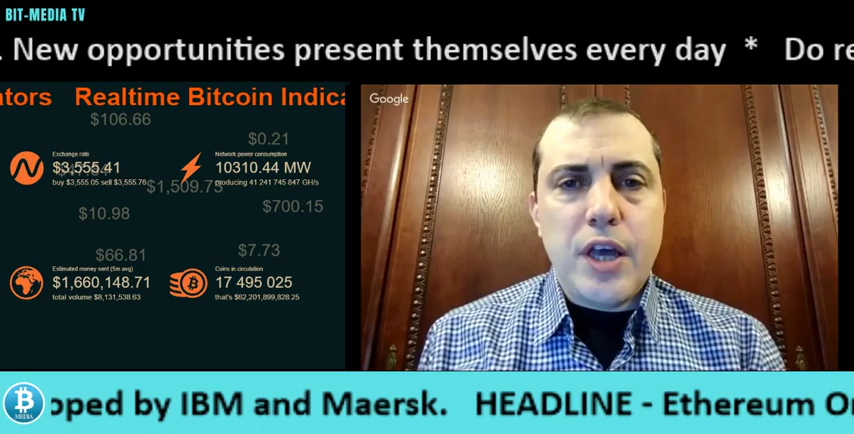 BIT-MEDIA TV
. New opportunities present themselves every day * Do re
ators Realtime Bitcoin Indica
Google
$106.66
$0.21
Exchange rate
$3,555.41
buy $3,555.05 sell $3,555.76
Network power consumption
10310.44 MW
producing 41 241 745 847 GH/s
$1,509.73
$10.98
$700.15
$66.81
$7.73
Estimated money sent (5m avg)
$1,660,148.71
total volume $8,131,538.63
Coins in circulation
17 495 025
that's $62,201,899,828.25
MEDIA
oped by IBM and Maersk. HEADLINE - Ethereum On